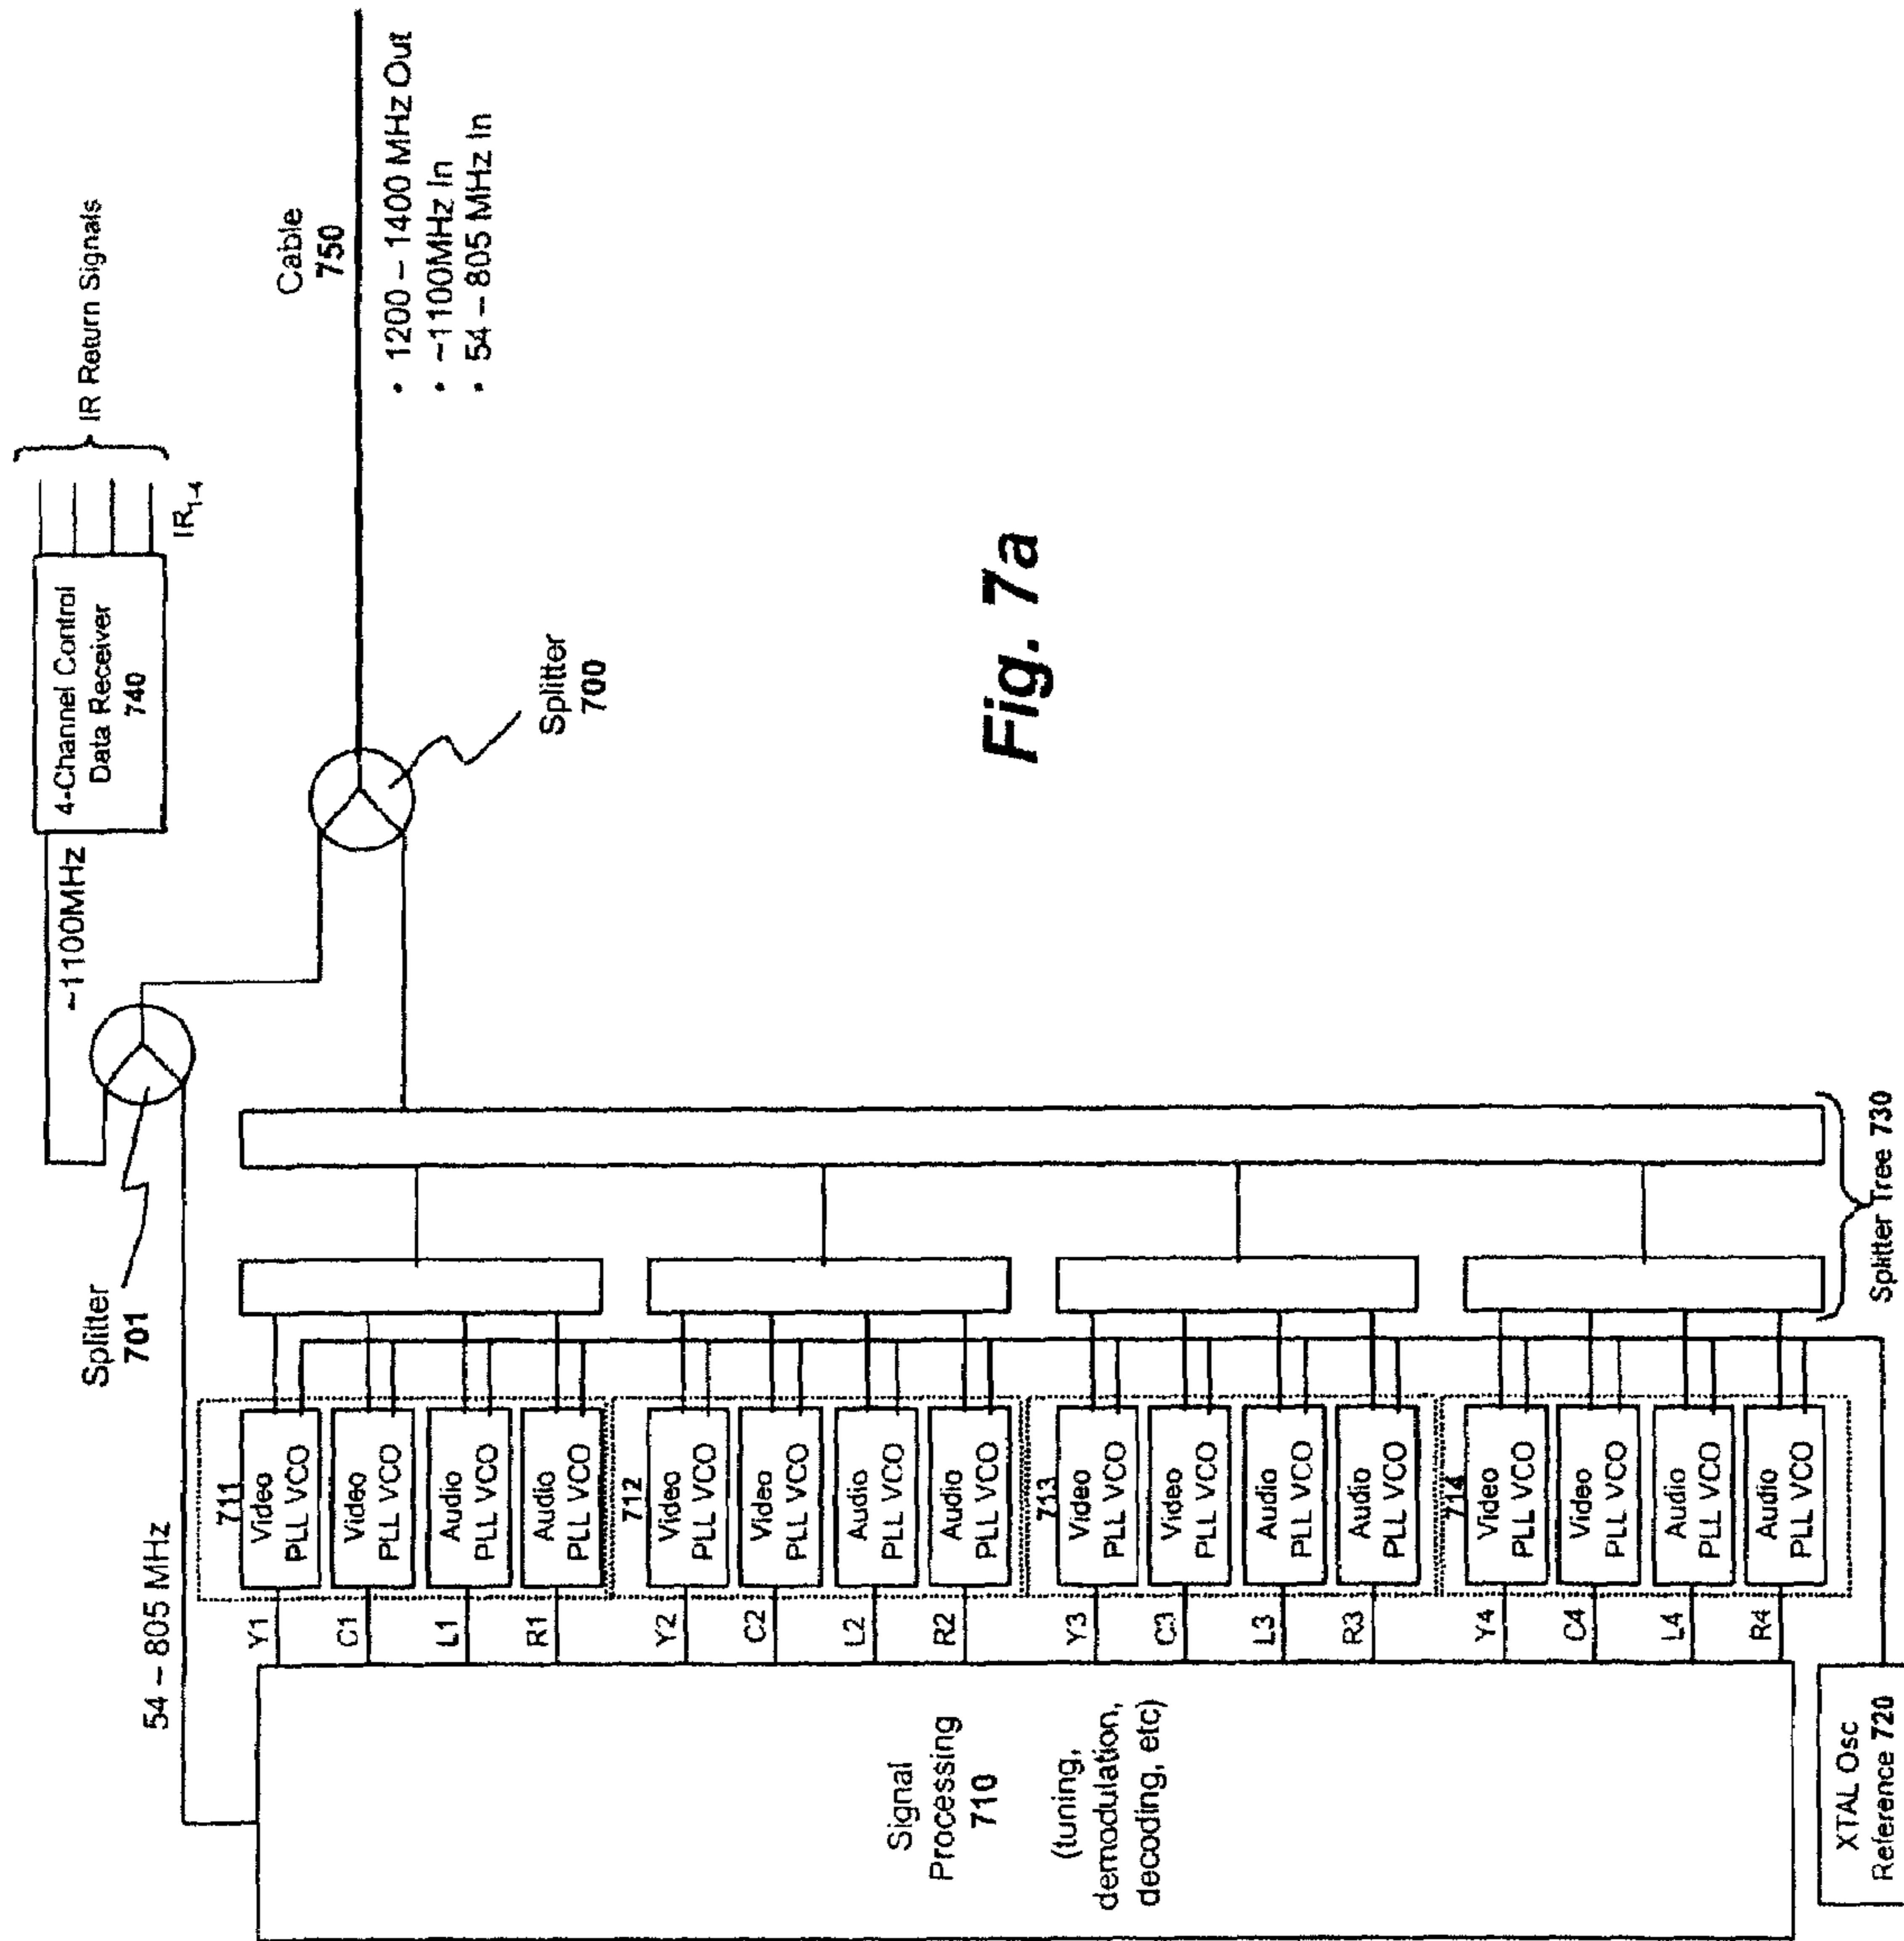 4-Channel Control
Data Receiver
740
IR Return Signals
IR1-4
~1100MHz
Cable
750
• 1200 – 1400 MHz Out
• ~1100MHz In
• 54 – 805 MHz In
Splitter
700
Splitter
701
54 – 805 MHz
Fig. 7a
711
Video
PLL VCO
Video
PLL VCO
Audio
PLL VCO
Audio
PLL VCO
712
Video
PLL VCO
Video
PLL VCO
Audio
PLL VCO
Audio
PLL VCO
713
Video
PLL VCO
Video
PLL VCO
Audio
PLL VCO
Audio
PLL VCO
714
Video
PLL VCO
Video
PLL VCO
Audio
PLL VCO
Audio
PLL VCO
Y1
C1
L1
R1
Y2
C2
L2
R2
Y3
C3
L3
R3
Y4
C4
L4
R4
Signal
Processing
710
(tuning,
demodulation,
decoding, etc)
XTAL Osc
Reference 720
Splitter Tree 730